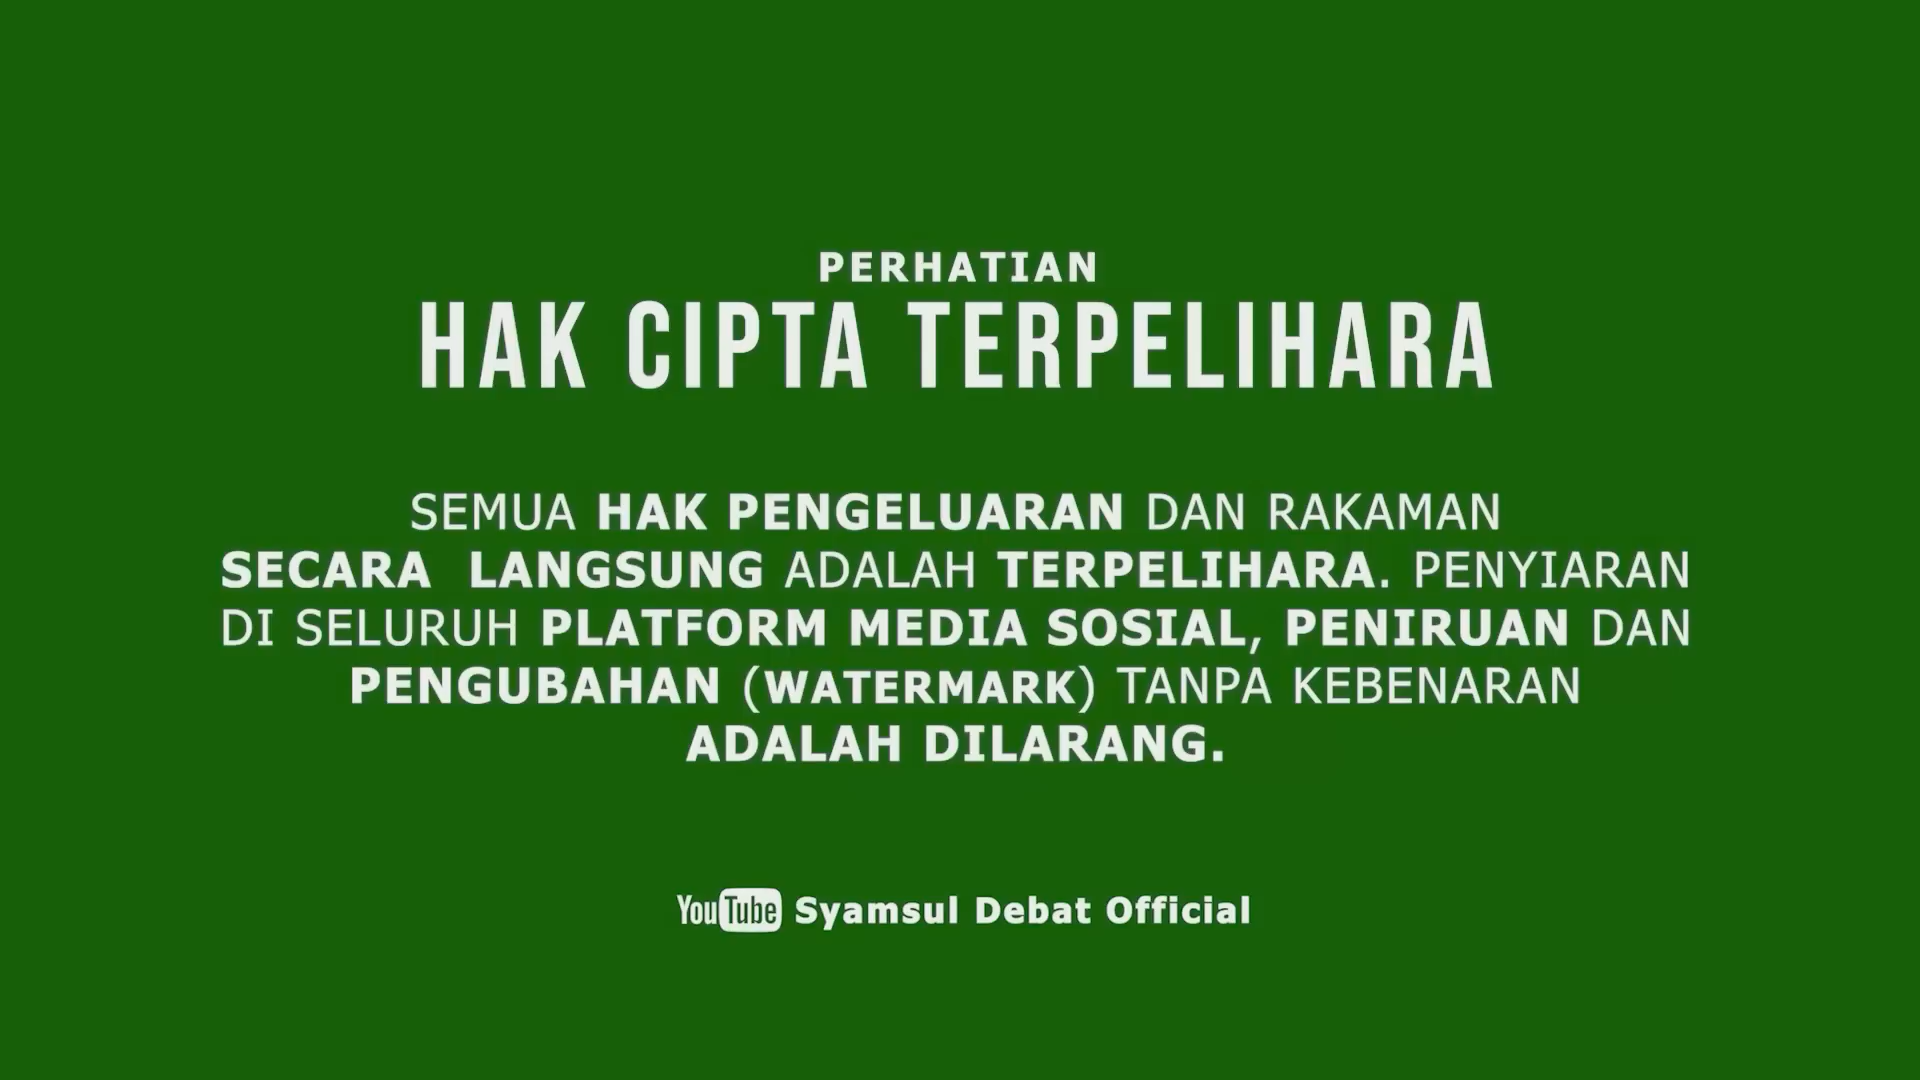 PERHATIAN
HAK CIPTA TERPELIHARA
SEMUA HAK PENGELUARAN DAN RAKAMAN
SECARA LANGSUNG ADALAH TERPELIHARA. PENYIARAN
DI SELURUH PLATFORM MEDIA SOSIAL, PENIRUAN DAN
PENGUBAHAN (WATERMARK) TANPA KEBENARAN
ADALAH DILARANG.
YouTube Syamsul Debat Official